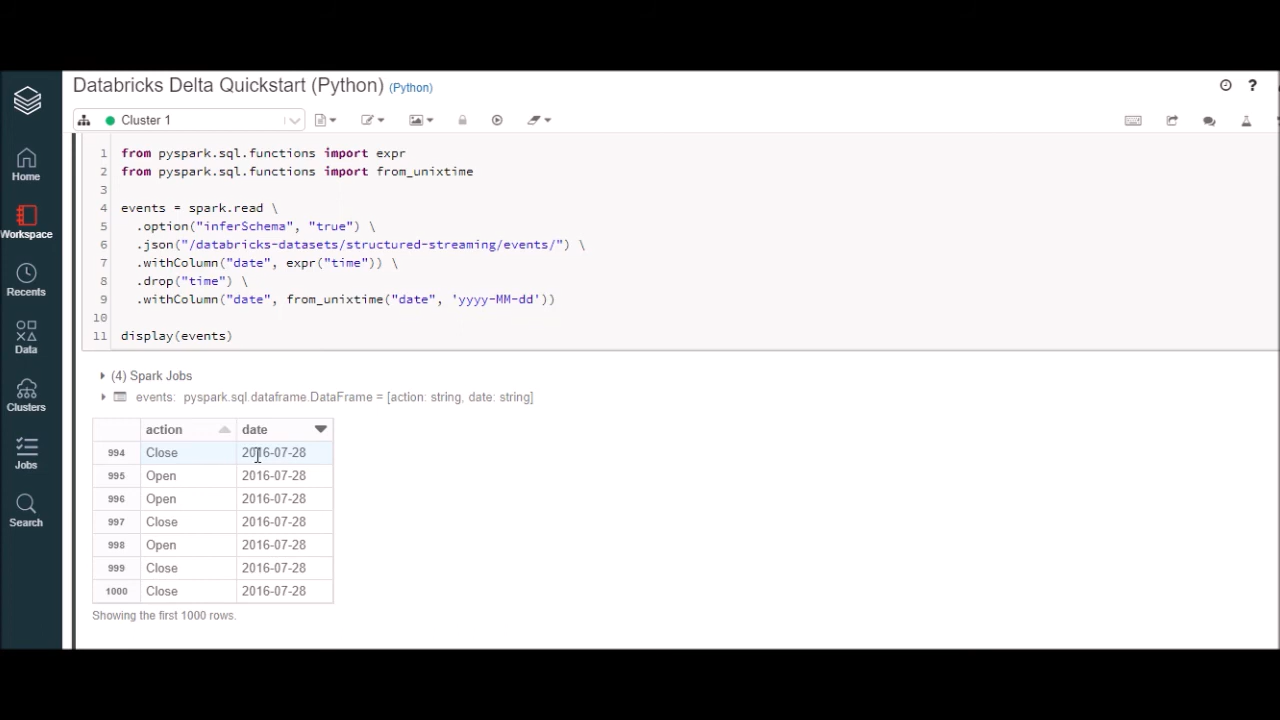 Databricks Delta Quickstart (Python) (Python)
?
Cluster 1
Home
Workspace
Recents
Data
Clusters
Jobs
Search
1 from pyspark.sql.functions import expr
2 from pyspark.sql.functions import from_unixtime
3
4 events = spark.read \
5 .option("inferSchema", "true") \
6 .json("/databricks-datasets/structured-streaming/events/") \
7 .withColumn("date", expr("time")) \
8 .drop("time") \
9 .withColumn("date", from_unixtime("date", 'yyyy-MM-dd'))
10
11 display(events)
(4) Spark Jobs
events: pyspark.sql.dataframe.DataFrame = [action: string, date: string]
action date
994 Close 2016-07-28
995 Open 2016-07-28
996 Open 2016-07-28
997 Close 2016-07-28
998 Open 2016-07-28
999 Close 2016-07-28
1000 Close 2016-07-28
Showing the first 1000 rows.